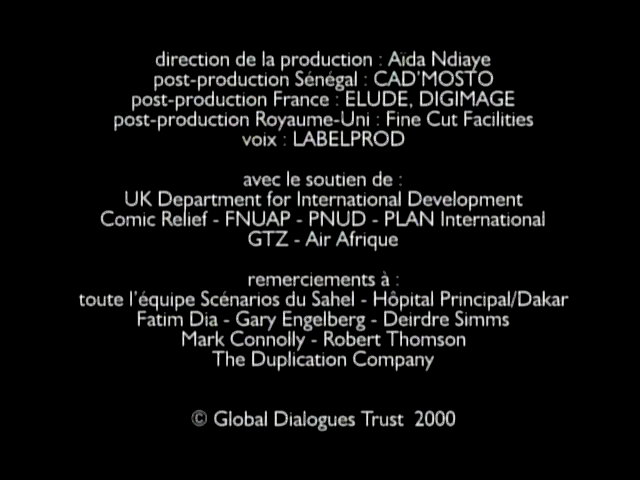 direction de la production : Aïda Ndiaye
post-production Sénégal : CAD'MOSTO
post-production France : ELUDE, DIGIMAGE
post-production Royaume-Uni : Fine Cut Facilities
voix : LABELPROD
avec le soutien de :
UK Department for International Development
Comic Relief - FNUAP - PNUD - PLAN International
GTZ - Air Afrique
remerciements à :
toute l'équipe Scénarios du Sahel - Hôpital Principal/Dakar
Fatim Dia - Gary Engelberg - Deirdre Simms
Mark Connolly - Robert Thomson
The Duplication Company
© Global Dialogues Trust 2000